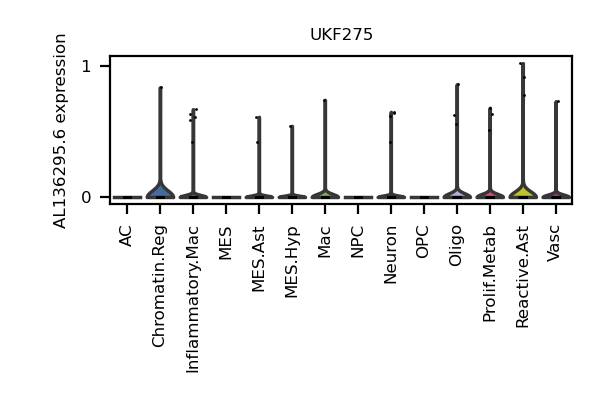 UKF275
AL136295.6 expression
1
0
AC
Chromatin.Reg
Inflammatory.Mac
MES
MES.Ast
MES.Hyp
Mac
NPC
Neuron
OPC
Oligo
Prolif.Metab
Reactive.Ast
Vasc